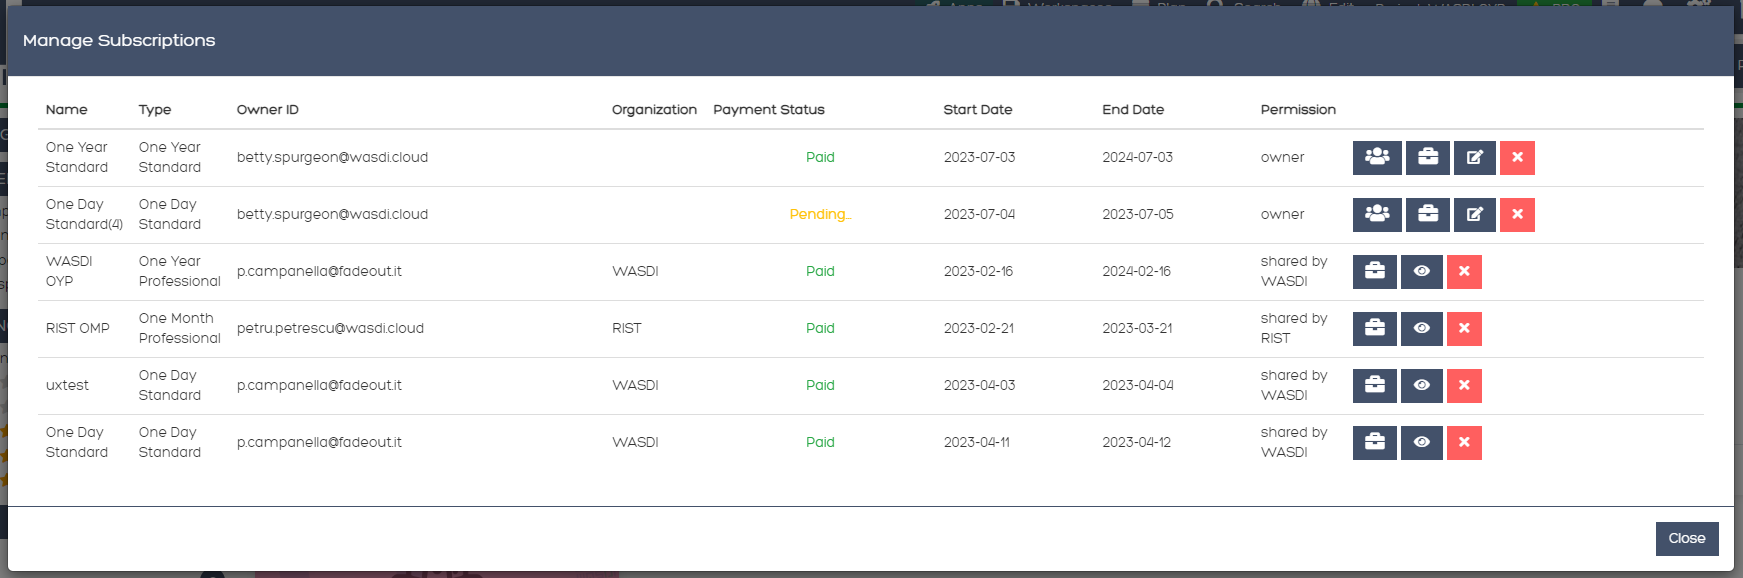 Manage Subscriptions
Name Type Owner ID Organization Payment Status Start Date End Date Permission
One Year Standard One Year Standard betty.spurgeon@wasdi.cloud Paid 2023-07-03 2024-07-03 owner
One Day Standard(4) One Day Standard betty.spurgeon@wasdi.cloud Pending... 2023-07-04 2023-07-05 owner
WASDI OYP One Year Professional p.campanella@fadeout.it WASDI Paid 2023-02-16 2024-02-16 shared by WASDI
RIST OMP One Month Professional petru.petrescu@wasdi.cloud RIST Paid 2023-02-21 2023-03-21 shared by RIST
uxtest One Day Standard p.campanella@fadeout.it WASDI Paid 2023-04-03 2023-04-04 shared by WASDI
One Day Standard One Day Standard p.campanella@fadeout.it WASDI Paid 2023-04-11 2023-04-12 shared by WASDI
Close